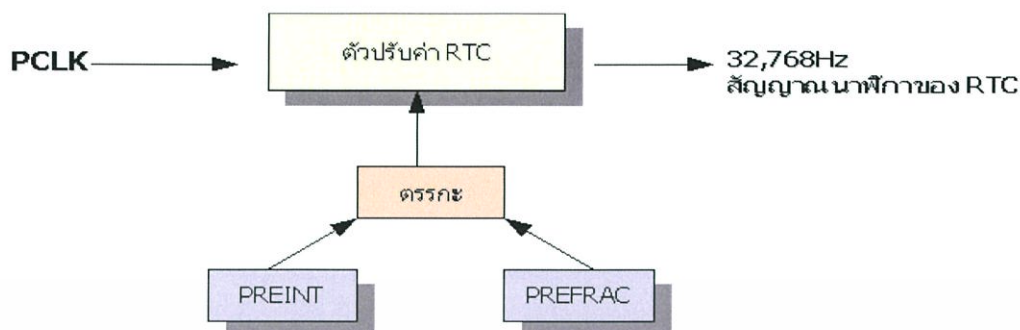 ตัวปรับค่า RTC
PCLK
32,768Hz
สัญญาณนาฬิกาของ RTC
ตรรกะ
PREINT
PREFRAC